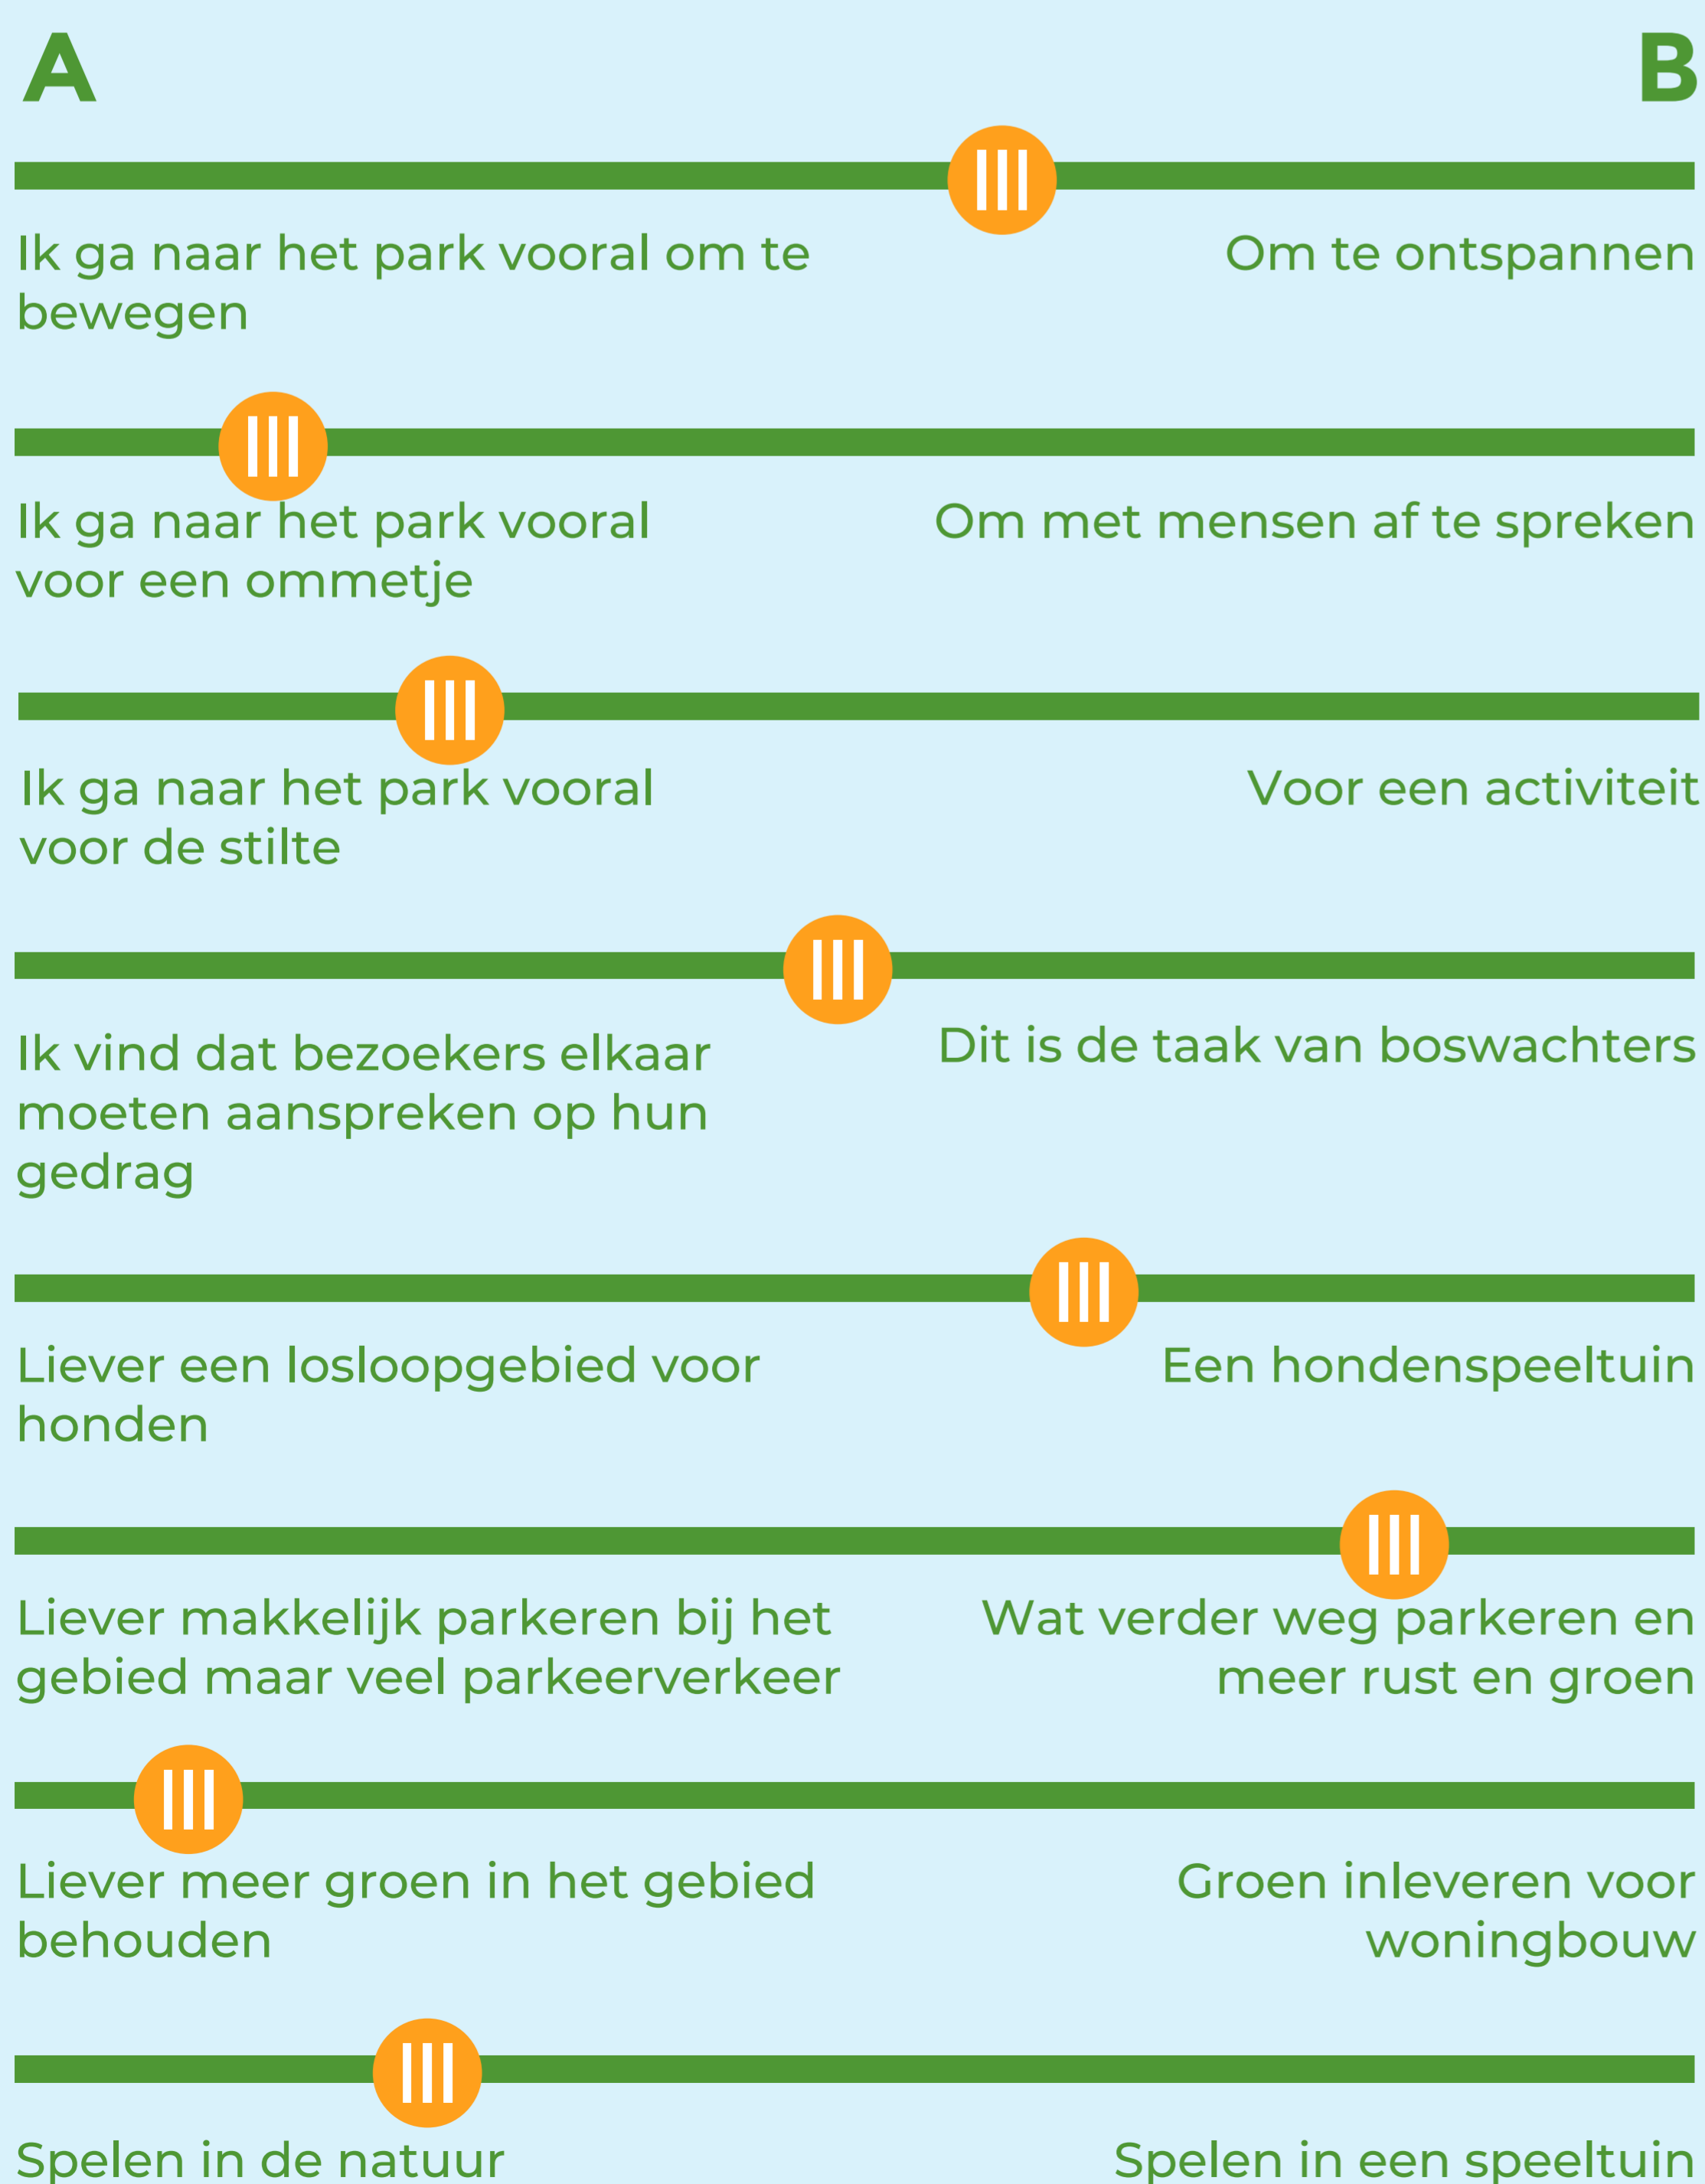 A
B
Ik ga naar het park vooral om te
bewegen
Om te ontspannen
Ik ga naar het park vooral
voor een ommetje
Om met mensen af te spreken
Ik ga naar het park vooral
voor de stilte
Voor een activiteit
Ik vind dat bezoekers elkaar
moeten aanspreken op hun
gedrag
Dit is de taak van boswachters
Liever een losloopgebied voor
honden
Een hondenspeeltuin
Liever makkelijk parkeren bij het
gebied maar veel parkeerverkeer
Wat verder weg parkeren en
meer rust en groen
Liever meer groen in het gebied
behouden
Groen inleveren voor
woningbouw
Spelen in de natuur
Spelen in een speeltuin